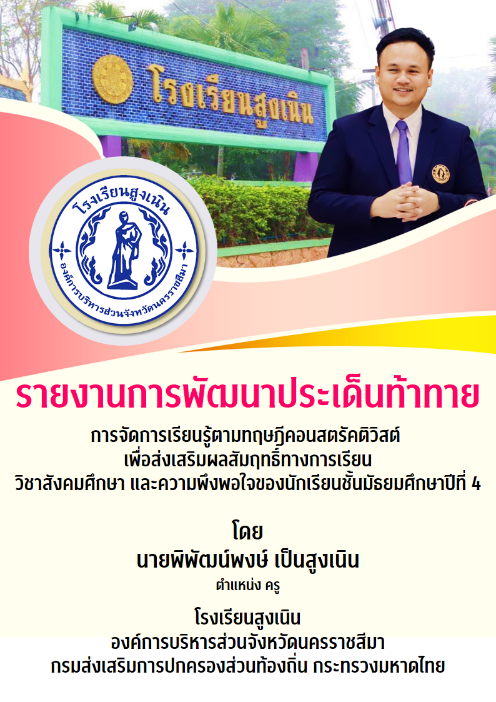 โรงเรียนสูงเนิน
โรงเรียนสูงเนิน
องค์การบริหารส่วนจังหวัดนครราชสีมา
รายงานการพัฒนาประเด็นท้าทาย
การจัดการเรียนรู้ตามทฤษฎีคอนสตรัคติวิสต์
เพื่อส่งเสริมผลสัมฤทธิ์ทางการเรียน
วิชาสังคมศึกษา และความพึงพอใจของนักเรียนชั้นมัธยมศึกษาปีที่ 4
โดย
นายพิพัฒน์พงษ์ เป็นสูงเนิน
ตำแหน่ง ครู
โรงเรียนสูงเนิน
องค์การบริหารส่วนจังหวัดนครราชสีมา
กรมส่งเสริมการปกครองส่วนท้องถิ่น กระทรวงมหาดไทย